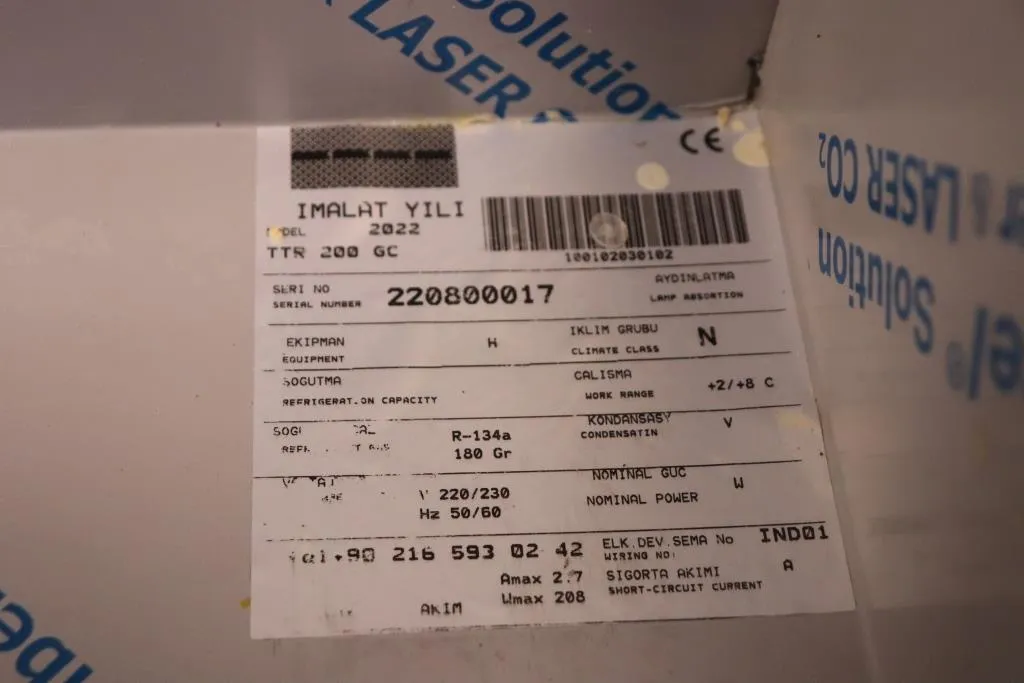 Solution
LASER
CE
IMALAT YILI
2022
TTR 200 GC
100102030102
SERI NO
SERIAL NUMBER
220800017
AYDINLATMA
LAMP ABSORTION
EKIPMAN
EQUIPMENT
H
IKLIM GRUBU
CLIMATE CLASS
N
SOGUTMA
REFRIGERAT.ON CAPACITY
CALISMA
WORK RANGE
+2/+8 C
R-134a
180 Gr
KONDANSASY
CONDENSATIN
V
V 220/230
Hz 50/60
NOMINAL GUC
NOMINAL POWER
W
+90 216 593 02 42
ELK.DEV.SEMA No
WIRING NO:
IND01
Amax 2.7
Wmax 208
AKIM
SIGORTA AKIMI
SHORT-CIRCUIT CURRENT
A
& LASER CO2
Solution